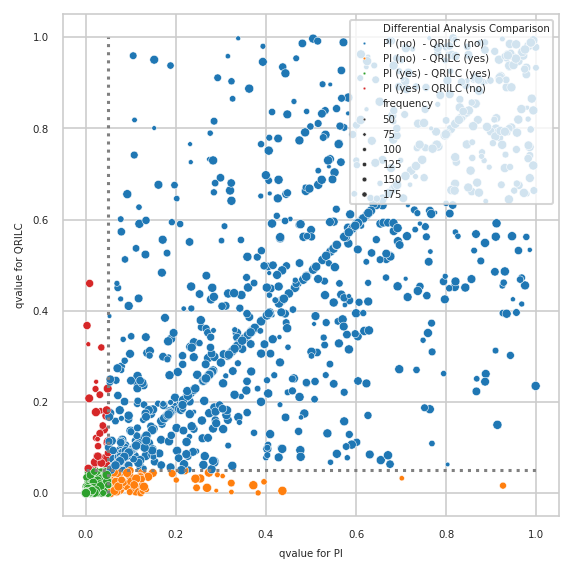 Differential Analysis Comparison
PI (no) - QRILC (no)
PI (no) - QRILC (yes)
PI (yes) - QRILC (yes)
PI (yes) - QRILC (no)
frequency
50
75
100
125
150
175
1.0
0.8
0.6
0.4
0.2
0.0
qvalue for QRILC
0.0 0.2 0.4 0.6 0.8 1.0
qvalue for PI